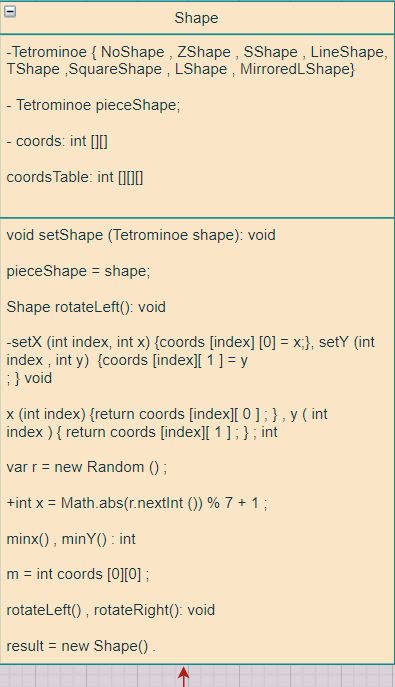 Shape
-Tetrominoe { NoShape , ZShape , SShape , LineShape,
TShape ,SquareShape , LShape , MirroredLShape}
- Tetrominoe pieceShape;
- coords: int [][]
coordsTable: int [][][]
void setShape (Tetrominoe shape): void
pieceShape = shape;
Shape rotateLeft(): void
-setX (int index, int x) {coords [index] [0] = x;}, setY (int
index , int y)  {coords [index][ 1 ] = y
; } void
x (int index) {return coords [index][ 0 ] ; } , y ( int
index ) { return coords [index][ 1 ] ; } ; int
var r = new Random () ;
+int x = Math.abs(r.nextInt ()) % 7 + 1 ;
minx() , minY() : int
m = int coords [0][0] ;
rotateLeft() , rotateRight(): void
result = new Shape() .